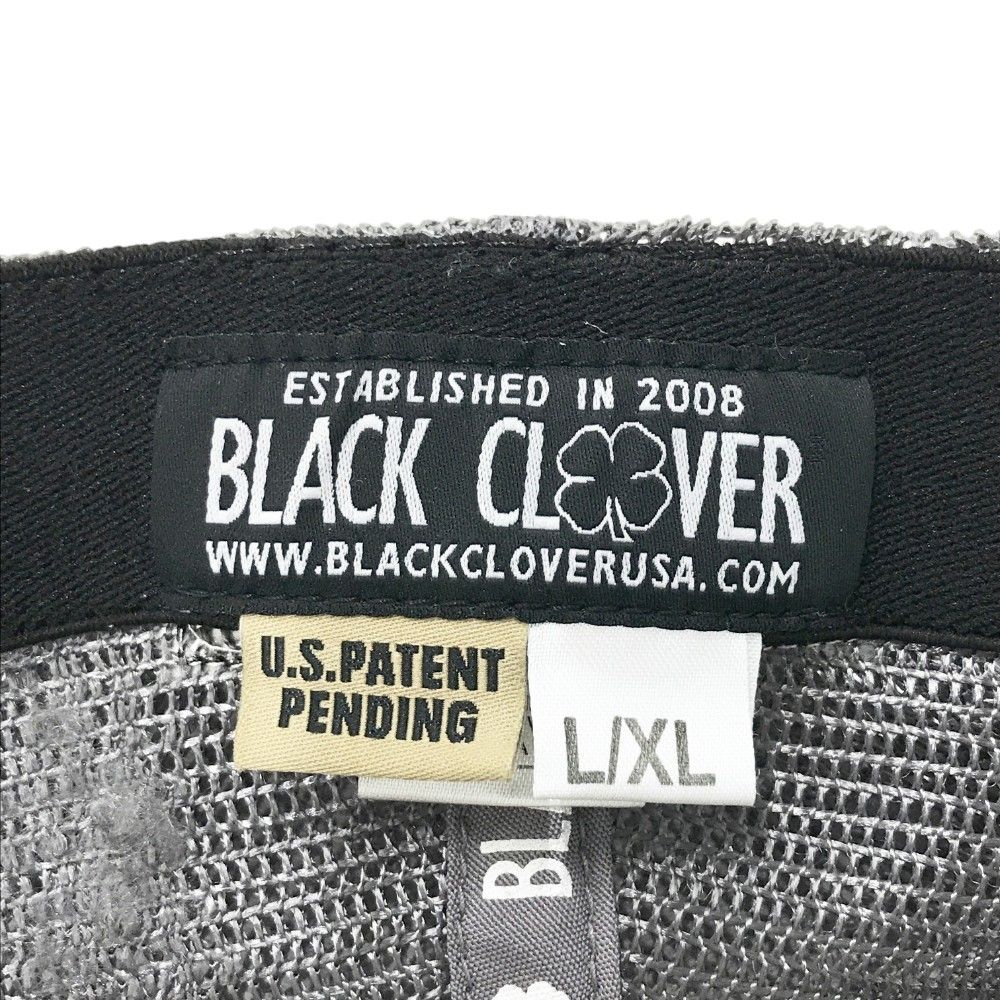 ESTABLISHED IN 2008
BLACK CLOVER
WWW.BLACKCLOVERUSA.COM
U.S.PATENT
PENDING
L/XL